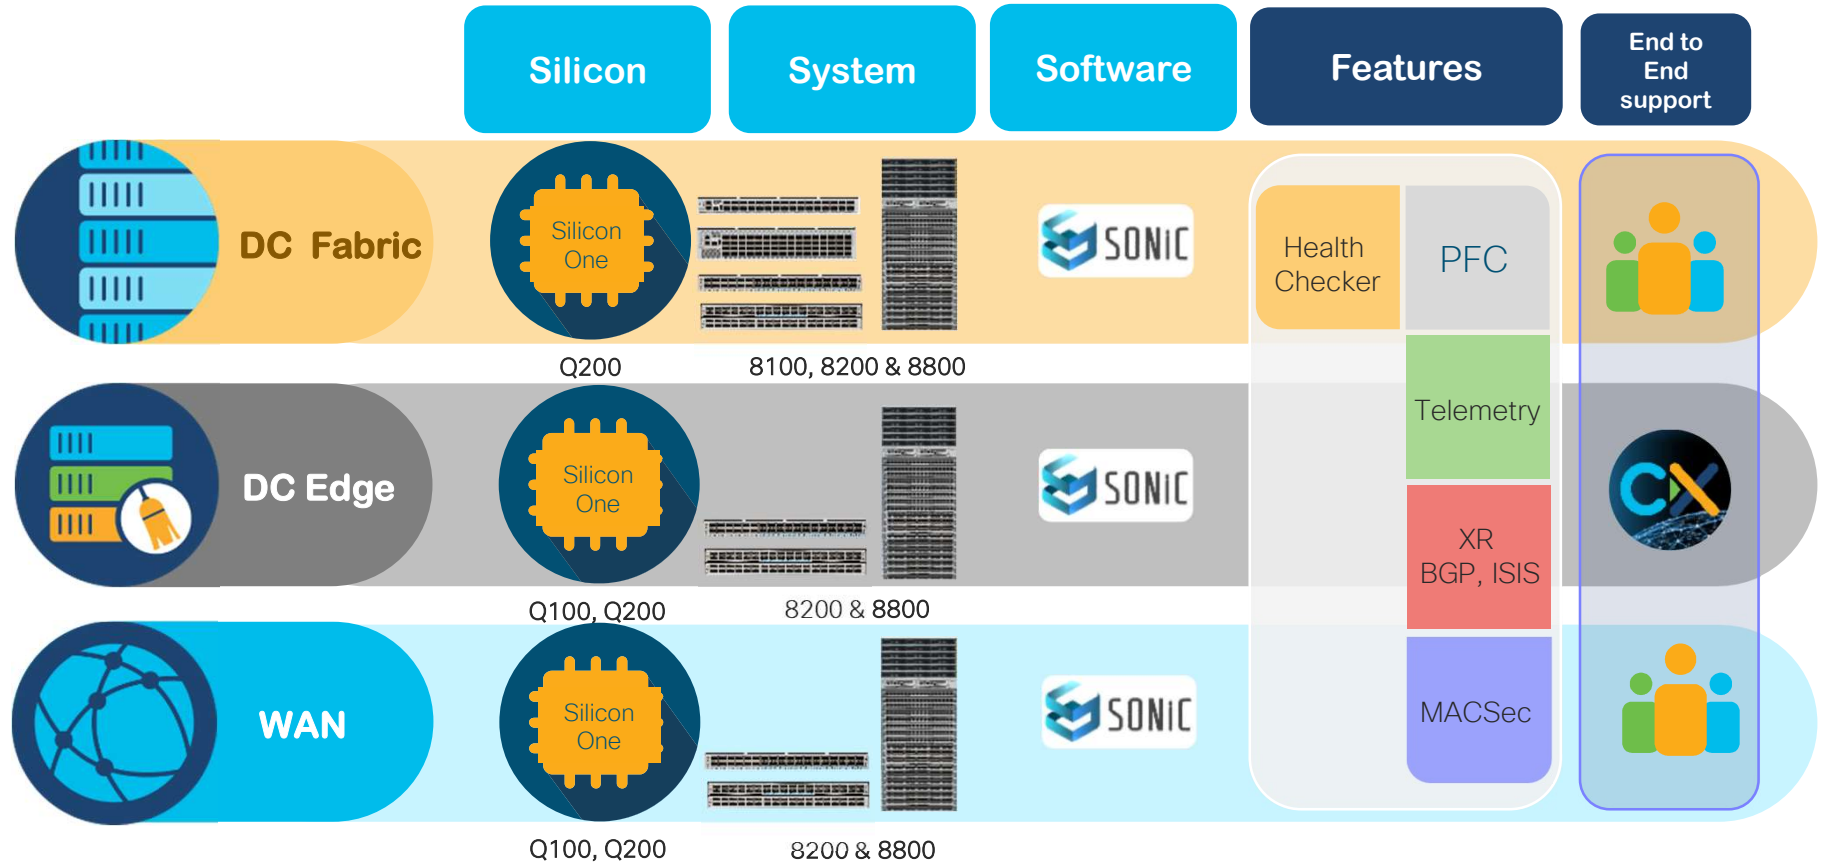 Silicon
System
Software
Features
End to
End
support
DC Fabric
Silicon
One
SONiC
Health
Checker
PFC
Q200
8100, 8200 & 8800
DC Edge
Silicon
One
SONiC
Telemetry
XR
BGP, ISIS
CX
Q100, Q200
8200 & 8800
WAN
Silicon
One
SONiC
MACSec
Q100, Q200
8200 & 8800